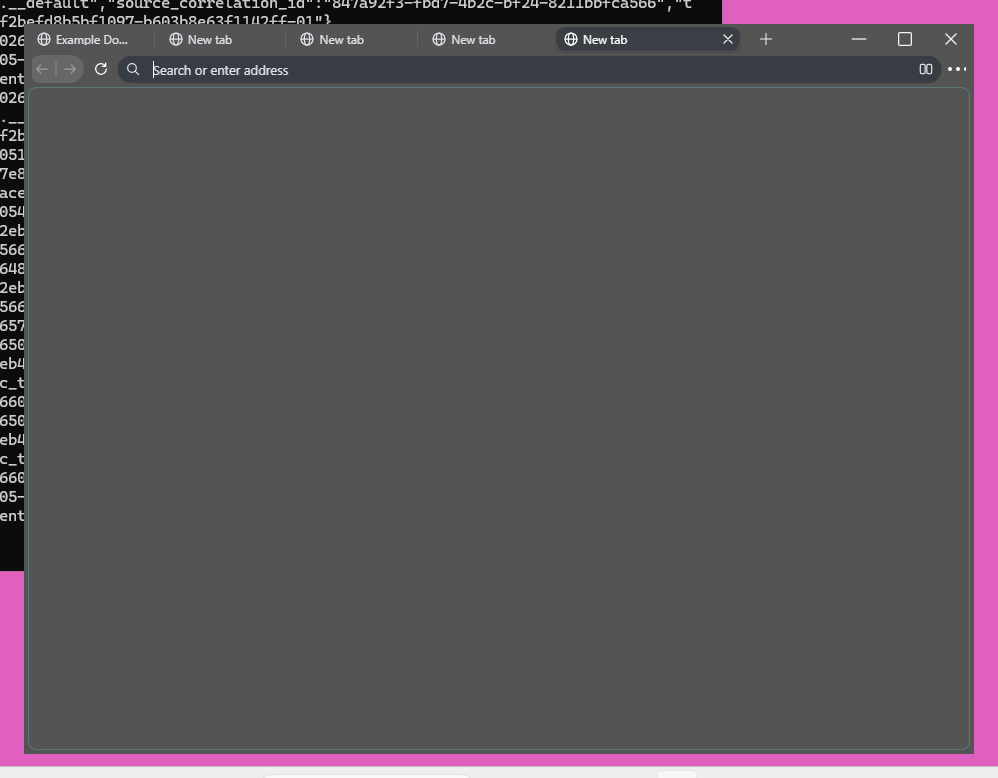 .__default","source_correlation_id":"847a92f3-fbd7-4b2c-bf24-8211bbfca566","t
f2befd8b5bf1097-b603b8e63f1142ff-01"}
026
Example Do...
New tab
New tab
New tab
New tab
05-
Search or enter address
ent
026
.__
f2b
051
7e8
ace
054
2eb
566
648
2eb
566
657
650
eb4
c_t
660
650
eb4
c_t
660
05-
ent